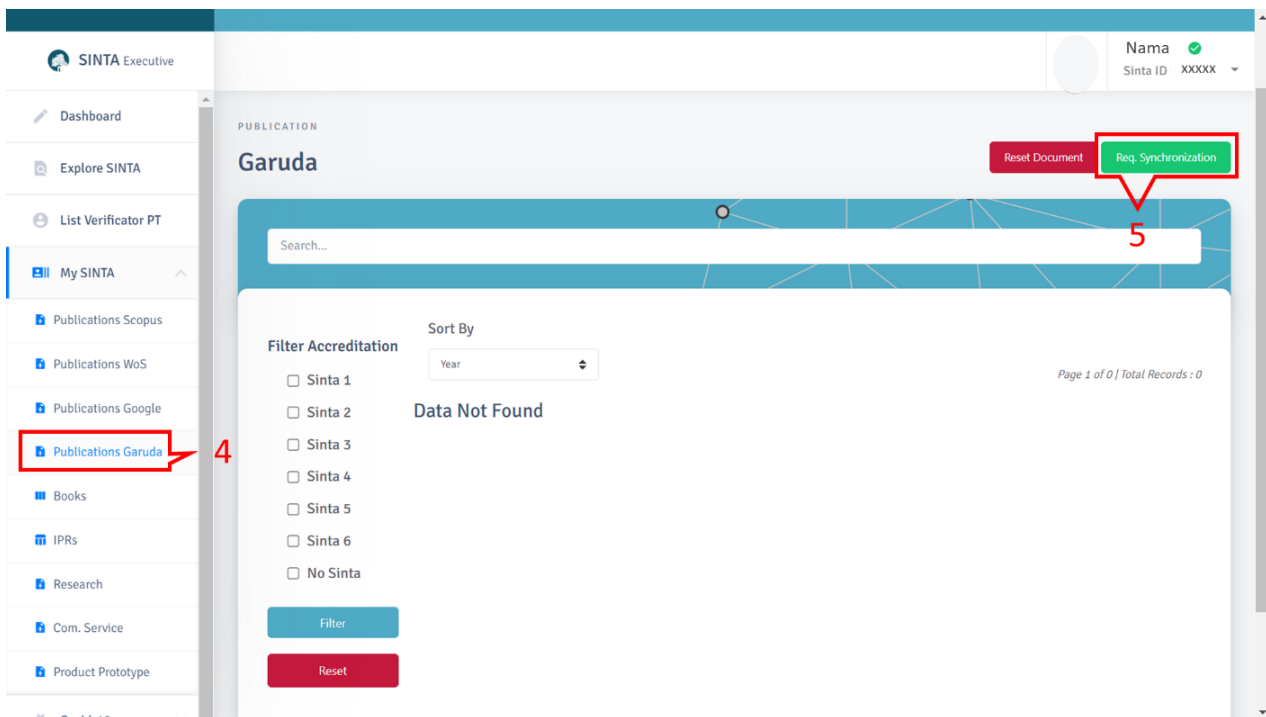 SINTA Executive
Nama
Sinta ID XXXXX
Dashboard
Explore SINTA
List Verificator PT
My SINTA
Publications Scopus
Publications WoS
Publications Google
Publications Garuda
4
Books
IPRs
Research
Com. Service
Product Prototype
PUBLICATION
Garuda
Reset Document
Req. Synchronization
5
Search...
Filter Accreditation
Sinta 1
Sinta 2
Sinta 3
Sinta 4
Sinta 5
Sinta 6
No Sinta
Filter
Reset
Sort By
Year
Page 1 of 0 | Total Records : 0
Data Not Found